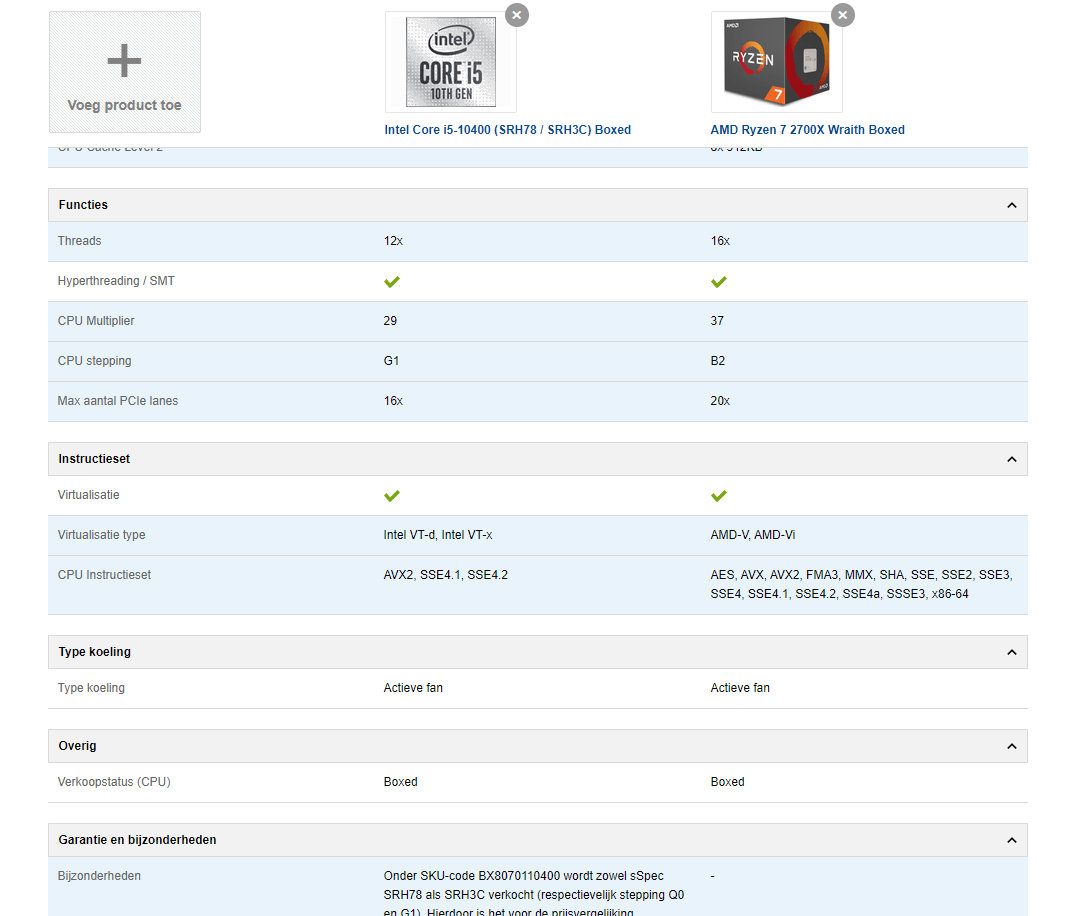 Voeg product toe
intel
CORE i5
10TH GEN
AMD
RYZEN
7
Intel Core i5-10400 (SRH78 / SRH3C) Boxed
AMD Ryzen 7 2700X Wraith Boxed
CPU Cache Level 2
512KB
Functies
Threads 12x 16x
Hyperthreading / SMT
CPU Multiplier 29 37
CPU stepping G1 B2
Max aantal PCIe lanes 16x 20x
Instructieset
Virtualisatie
Virtualisatie type Intel VT-d, Intel VT-x AMD-V, AMD-Vi
CPU Instructieset AVX2, SSE4.1, SSE4.2 AES, AVX, AVX2, FMA3, MMX, SHA, SSE, SSE2, SSE3,
SSE4, SSE4.1, SSE4.2, SSE4a, SSSE3, x86-64
Type koeling
Type koeling Actieve fan Actieve fan
Overig
Verkoopstatus (CPU) Boxed Boxed
Garantie en bijzonderheden
Bijzonderheden Onder SKU-code BX8070110400 wordt zowel sSpec -
SRH78 als SRH3C verkocht (respectievelijk stepping Q0
en G1). Hierdoor is het voor de prijsvergelijking